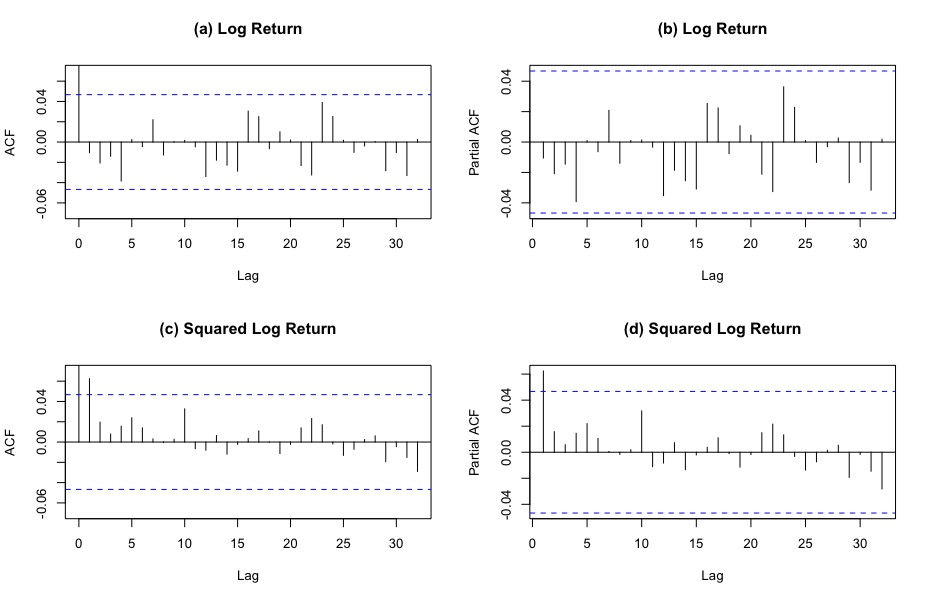 (a) Log Return
ACF
0.04
0.00
-0.06
0 5 10 15 20 25 30
Lag
(b) Log Return
Partial ACF
0.04
0.00
-0.04
0 5 10 15 20 25 30
Lag
(c) Squared Log Return
ACF
0.04
0.00
-0.06
0 5 10 15 20 25 30
Lag
(d) Squared Log Return
Partial ACF
0.04
0.00
-0.04
0 5 10 15 20 25 30
Lag